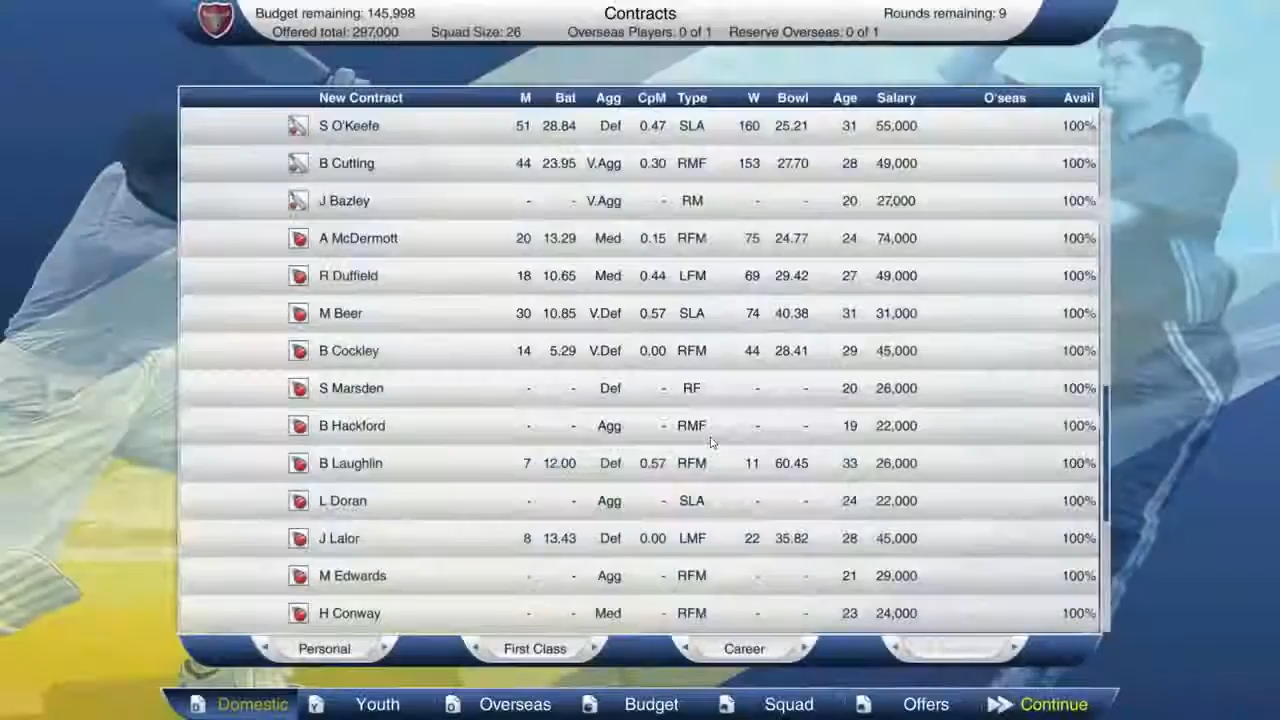 Budget remaining: 145,998 Contracts Rounds remaining: 9
Offered total: 297,000 Squad Size: 26 Overseas Players: 0 of 1 Reserve Overseas: 0 of 1
New Contract M Bat Agg CpM Type W Bowl Age Salary O'seas Avail
S O'Keefe 51 28.84 Def 0.47 SLA 160 25.21 31 55,000 100%
B Cutting 44 23.95 V.Agg 0.30 RMF 153 27.70 28 49,000 100%
J Bazley - - V.Agg - RM - - 20 27,000 100%
A McDermott 20 13.29 Med 0.15 RFM 75 24.77 24 74,000 100%
R Duffield 18 10.65 Med 0.44 LFM 69 29.42 27 49,000 100%
M Beer 30 10.85 V.Def 0.57 SLA 74 40.38 31 31,000 100%
B Cockley 14 5.29 V.Def 0.00 RFM 44 28.41 29 45,000 100%
S Marsden - - Def - RF - - 20 26,000 100%
B Hackford - - Agg - RMF - - 19 22,000 100%
B Laughlin 7 12.00 Def 0.57 RFM 11 60.45 33 26,000 100%
L Doran - - Agg - SLA - - 24 22,000 100%
J Lalor 8 13.43 Def 0.00 LMF 22 35.82 28 45,000 100%
M Edwards - - Agg - RFM - - 21 29,000 100%
H Conway - - Med - RFM - - 23 24,000 100%
Personal First Class Career
Domestic Youth Overseas Budget Squad Offers Continue